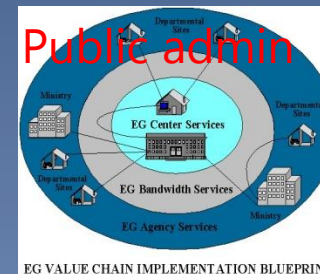 Departmental
Sites
Public admin
Ministry
EG Center Services
Departmental
Sites
Departmental
Sites
EG Bandwidth Services
Ministry
EG Agency Services
EG VALUE CHAIN IMPLEMENTATION BLUEPRIN